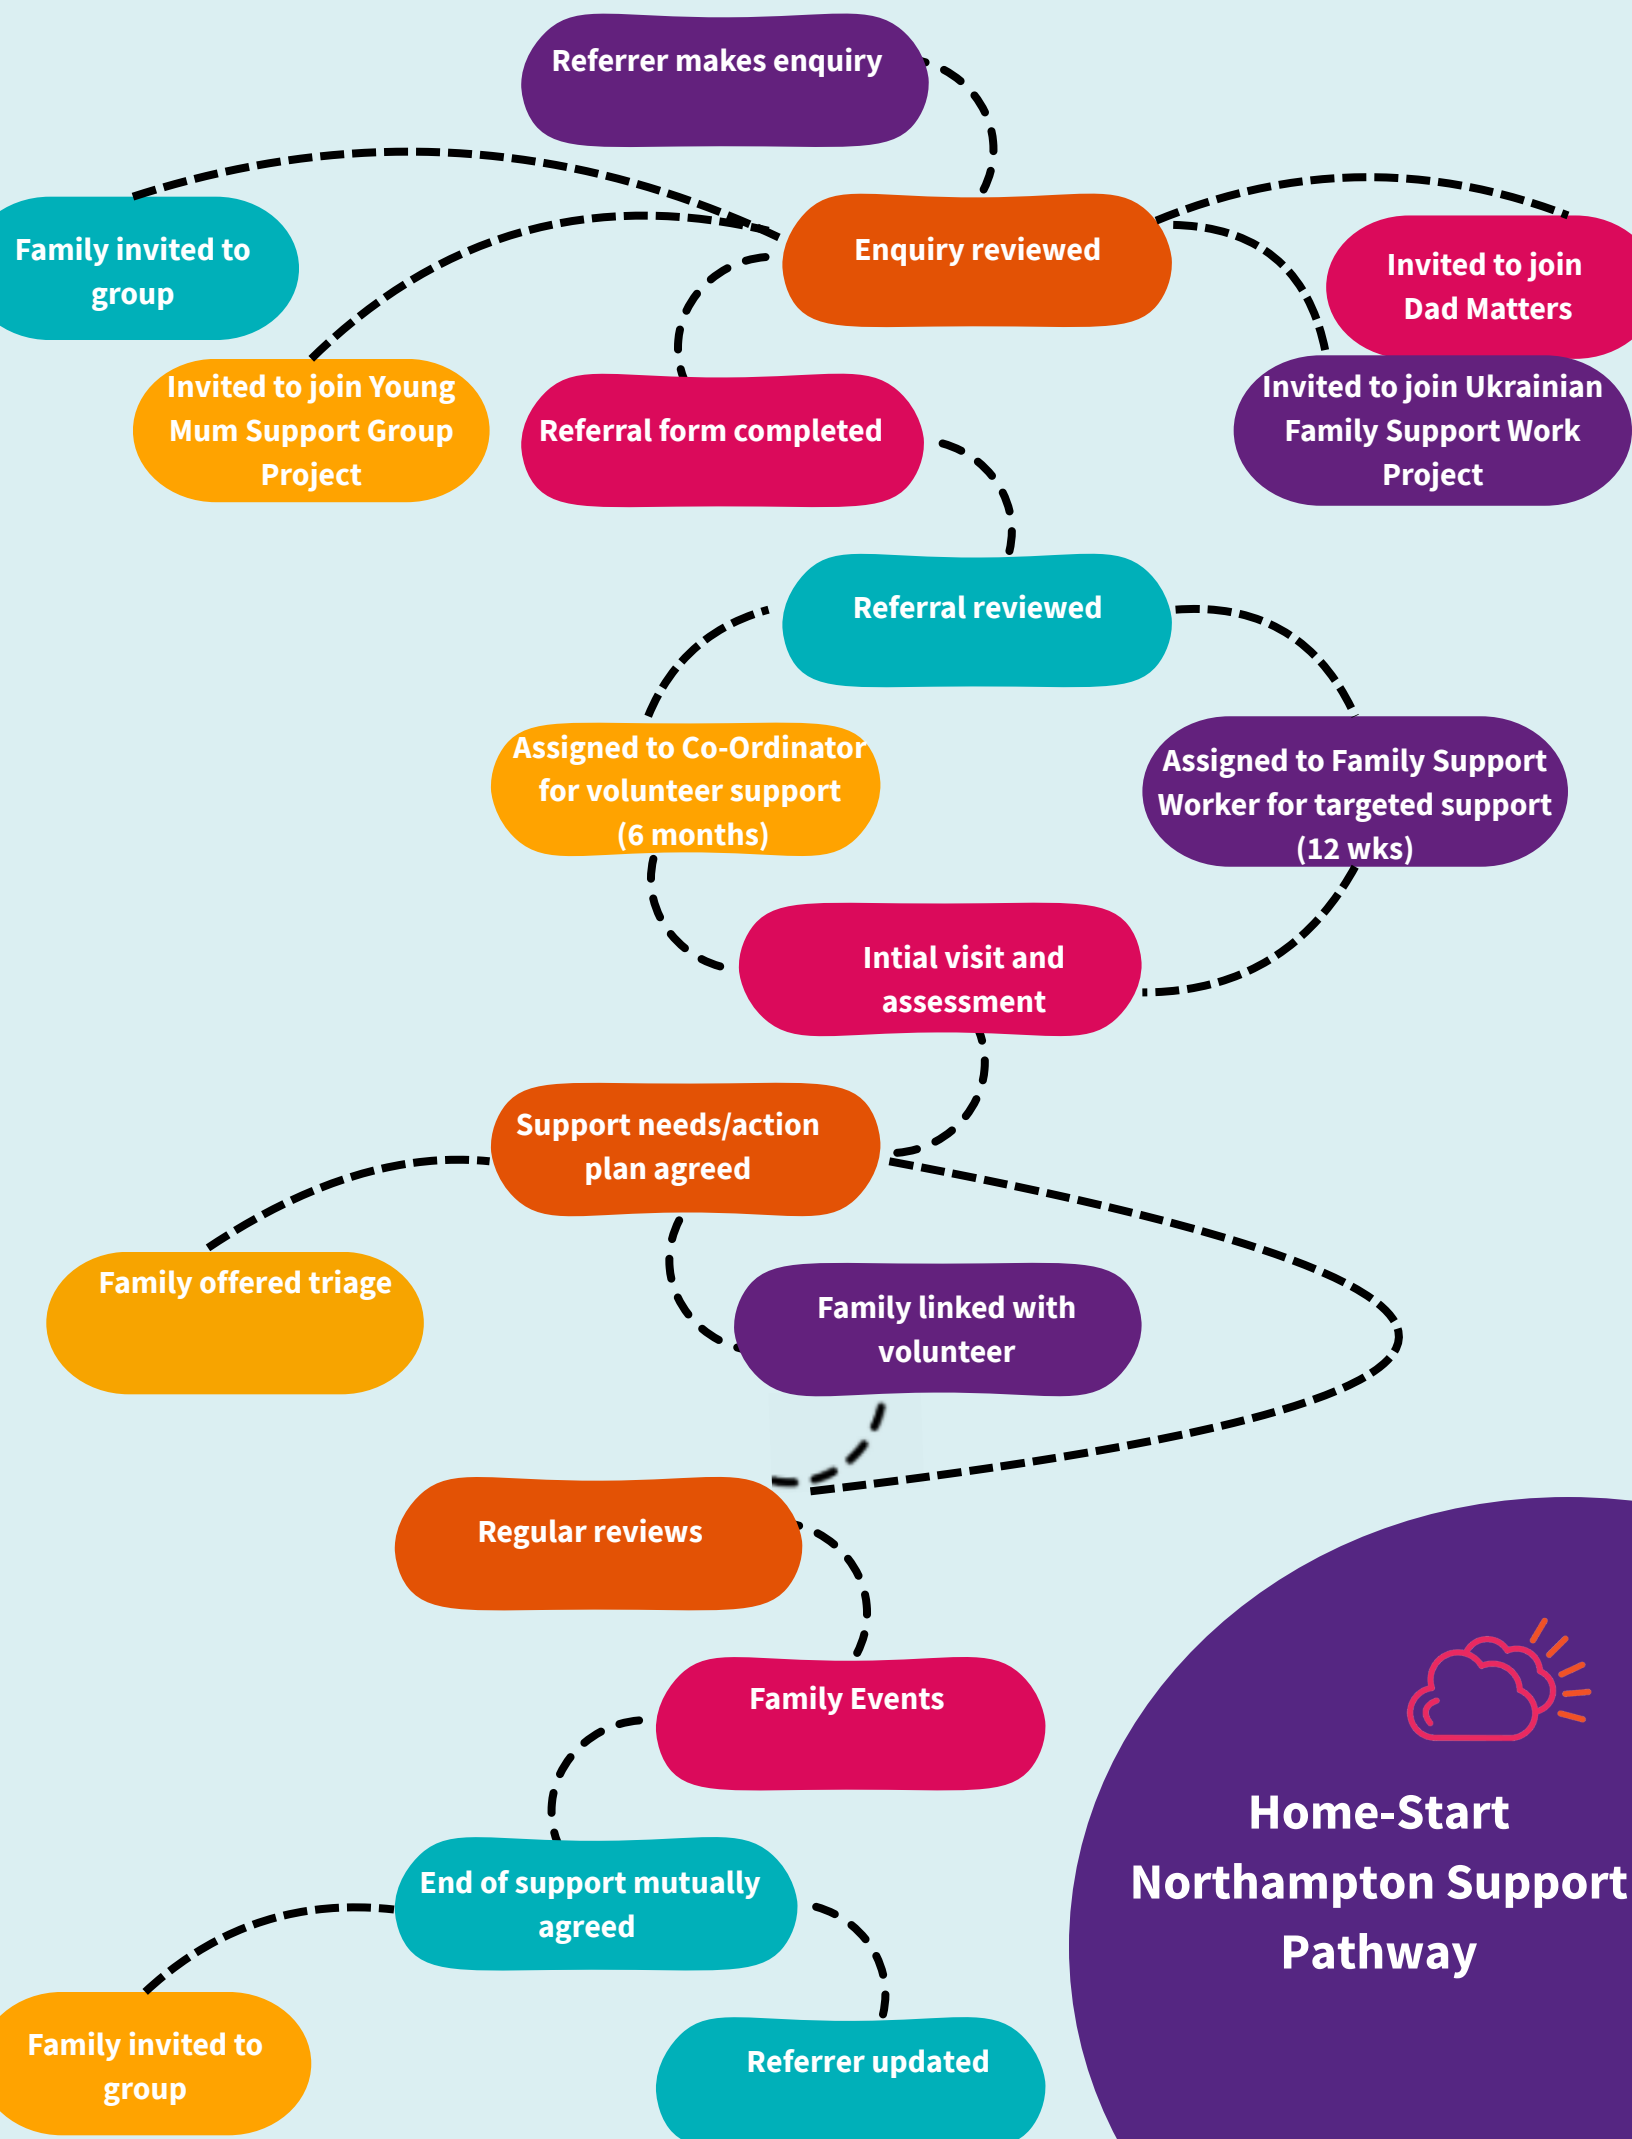 Referrer makes enquiry
Family invited to
group
Enquiry reviewed
Invited to join
Dad Matters
Invited to join Young
Mum Support Group
Project
Referral form completed
Invited to join Ukrainian
Family Support Work
Project
Referral reviewed
Assigned to Co-Ordinator
for volunteer support
(6 months)
Assigned to Family Support
Worker for targeted support
(12 wks)
Intial visit and
assessment
Support needs/action
plan agreed
Family offered triage
Family linked with
volunteer
Regular reviews
Family Events
End of support mutually
agreed
Family invited to
group
Referrer updated
Home-Start
Northampton Support
Pathway